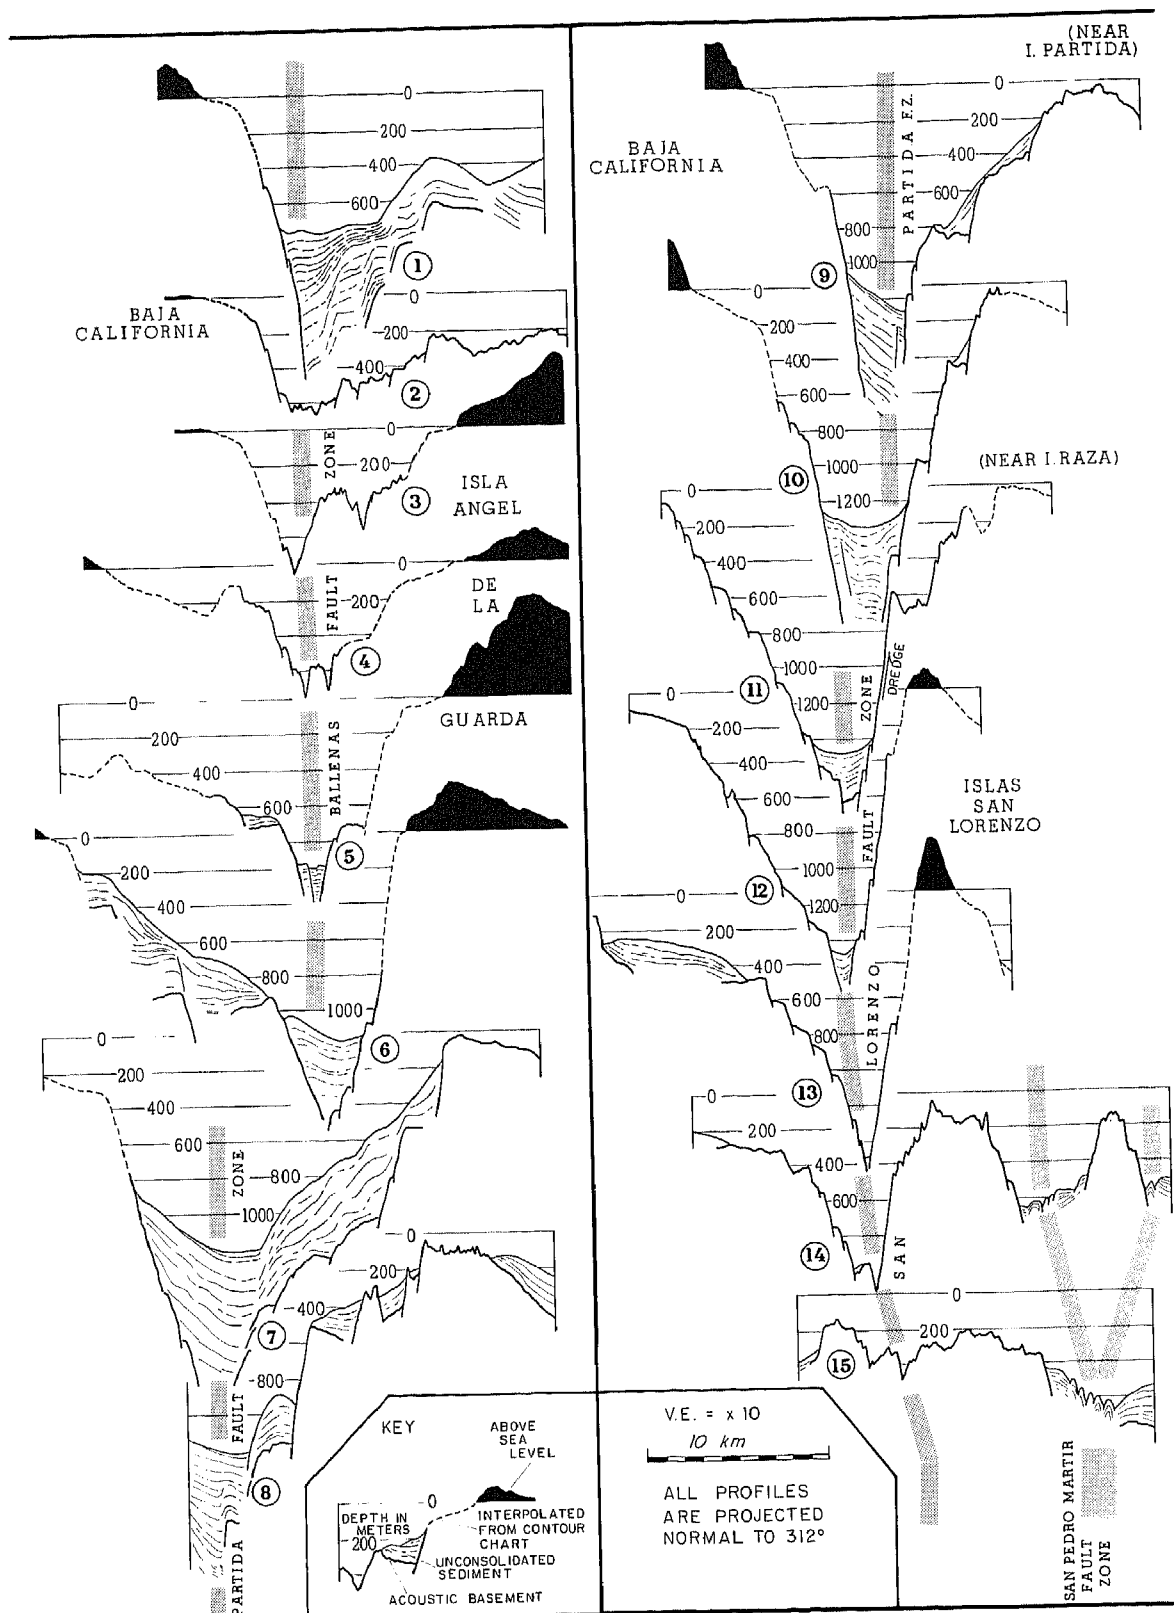 0
200
400
600
1
BAJA
CALIFORNIA
0
200
400
2
0
200
ZONE
3
ISLA
ANGEL
DE
LA
GUARDA
0
200
FAULT
4
0
200
400
600
BALLENAS
5
0
200
400
600
800
1000
6
0
200
400
600
800
1000
ZONE
7
0
200
400
800
FAULT
8
PARTIDA
(NEAR
I. PARTIDA)
0
200
400
600
800
1000
PARTIDA F.Z.
BAJA
CALIFORNIA
9
0
200
400
600
800
1000
1200
10
(NEAR I. RAZA)
0
200
400
600
800
1000
1200
DREDGE
ZONE
11
0
200
400
600
800
1000
1200
FAULT
12
ISLAS
SAN
LORENZO
0
200
400
600
800
LORENZO
13
0
200
400
600
SAN
14
0
200
15
SAN PEDRO MARTIR
FAULT
ZONE
KEY
ABOVE
SEA
LEVEL
0
DEPTH IN
METERS
200
INTERPOLATED
FROM CONTOUR
CHART
UNCONSOLIDATED
SEDIMENT
ACOUSTIC BASEMENT
V.E. = x 10
10 km
ALL PROFILES
ARE PROJECTED
NORMAL TO 312°